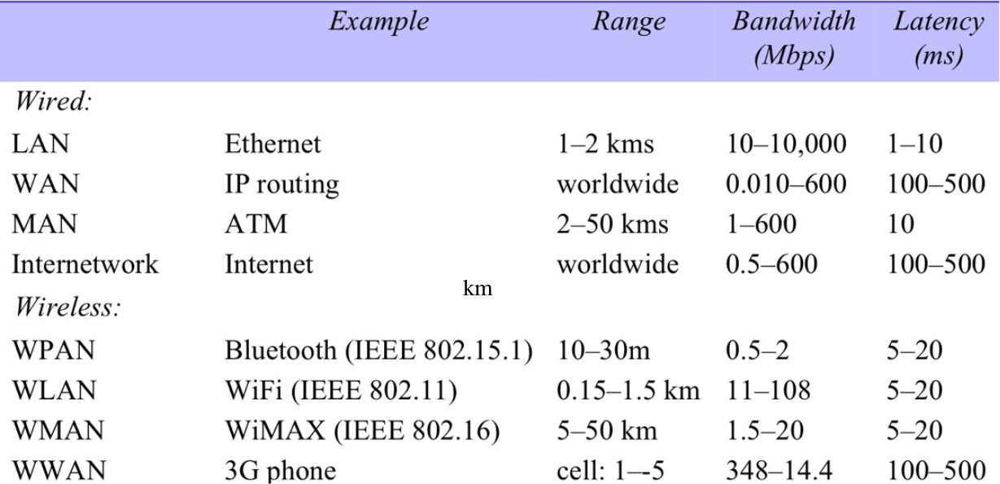 Example Range Bandwidth (Mbps) Latency (ms)
Wired:
LAN Ethernet 1–2 kms 10–10,000 1–10
WAN IP routing worldwide 0.010–600 100–500
MAN ATM 2–50 kms 1–600 10
Internetwork Internet worldwide 0.5–600 100–500
km
Wireless:
WPAN Bluetooth (IEEE 802.15.1) 10–30m 0.5–2 5–20
WLAN WiFi (IEEE 802.11) 0.15–1.5 km 11–108 5–20
WMAN WiMAX (IEEE 802.16) 5–50 km 1.5–20 5–20
WWAN 3G phone cell: 1—5 348–14.4 100–500